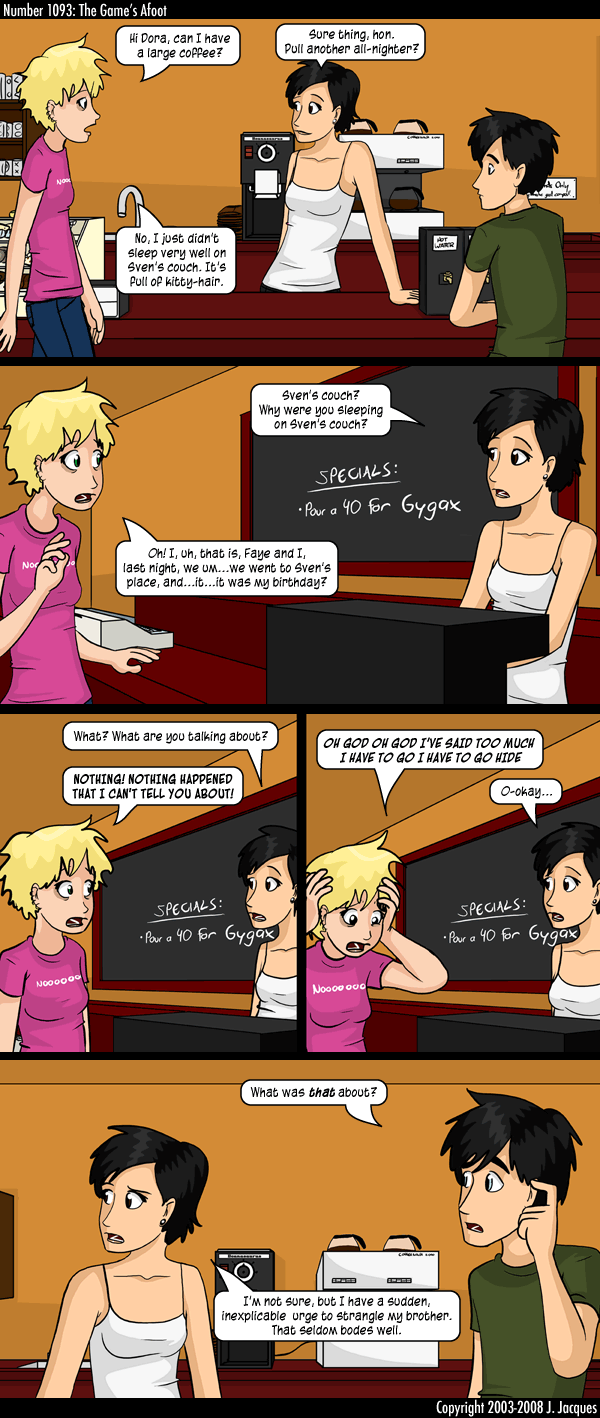 Number 1093: The Game's Afoot
Hi Dora, can I have
a large coffee?
Sure thing, hon.
Pull another all-nighter?
No, I just didn't
sleep very well on
Sven's couch. It's
full of kitty-hair.
HOT
WATER
Only
Sven's couch?
Why were you sleeping
on Sven's couch?
SPECIALS:
• Pour a 40 for Gygax
Oh! I, uh, that is, Faye and I,
last night, we um...we went to Sven's
place, and...it...it was my birthday?
What? What are you talking about?
NOTHING! NOTHING HAPPENED
THAT I CAN'T TELL YOU ABOUT!
SPECIALS:
• Pour a 40 for Gygax
Noooooo
OH GOD OH GOD I'VE SAID TOO MUCH
I HAVE TO GO I HAVE TO GO HIDE
O-okay...
SPECIALS:
• Pour a 40 for Gygax
Nooooooo
What was that about?
I'm not sure, but I have a sudden,
inexplicable urge to strangle my brother.
That seldom bodes well.
Copyright 2003-2008 J. Jacques